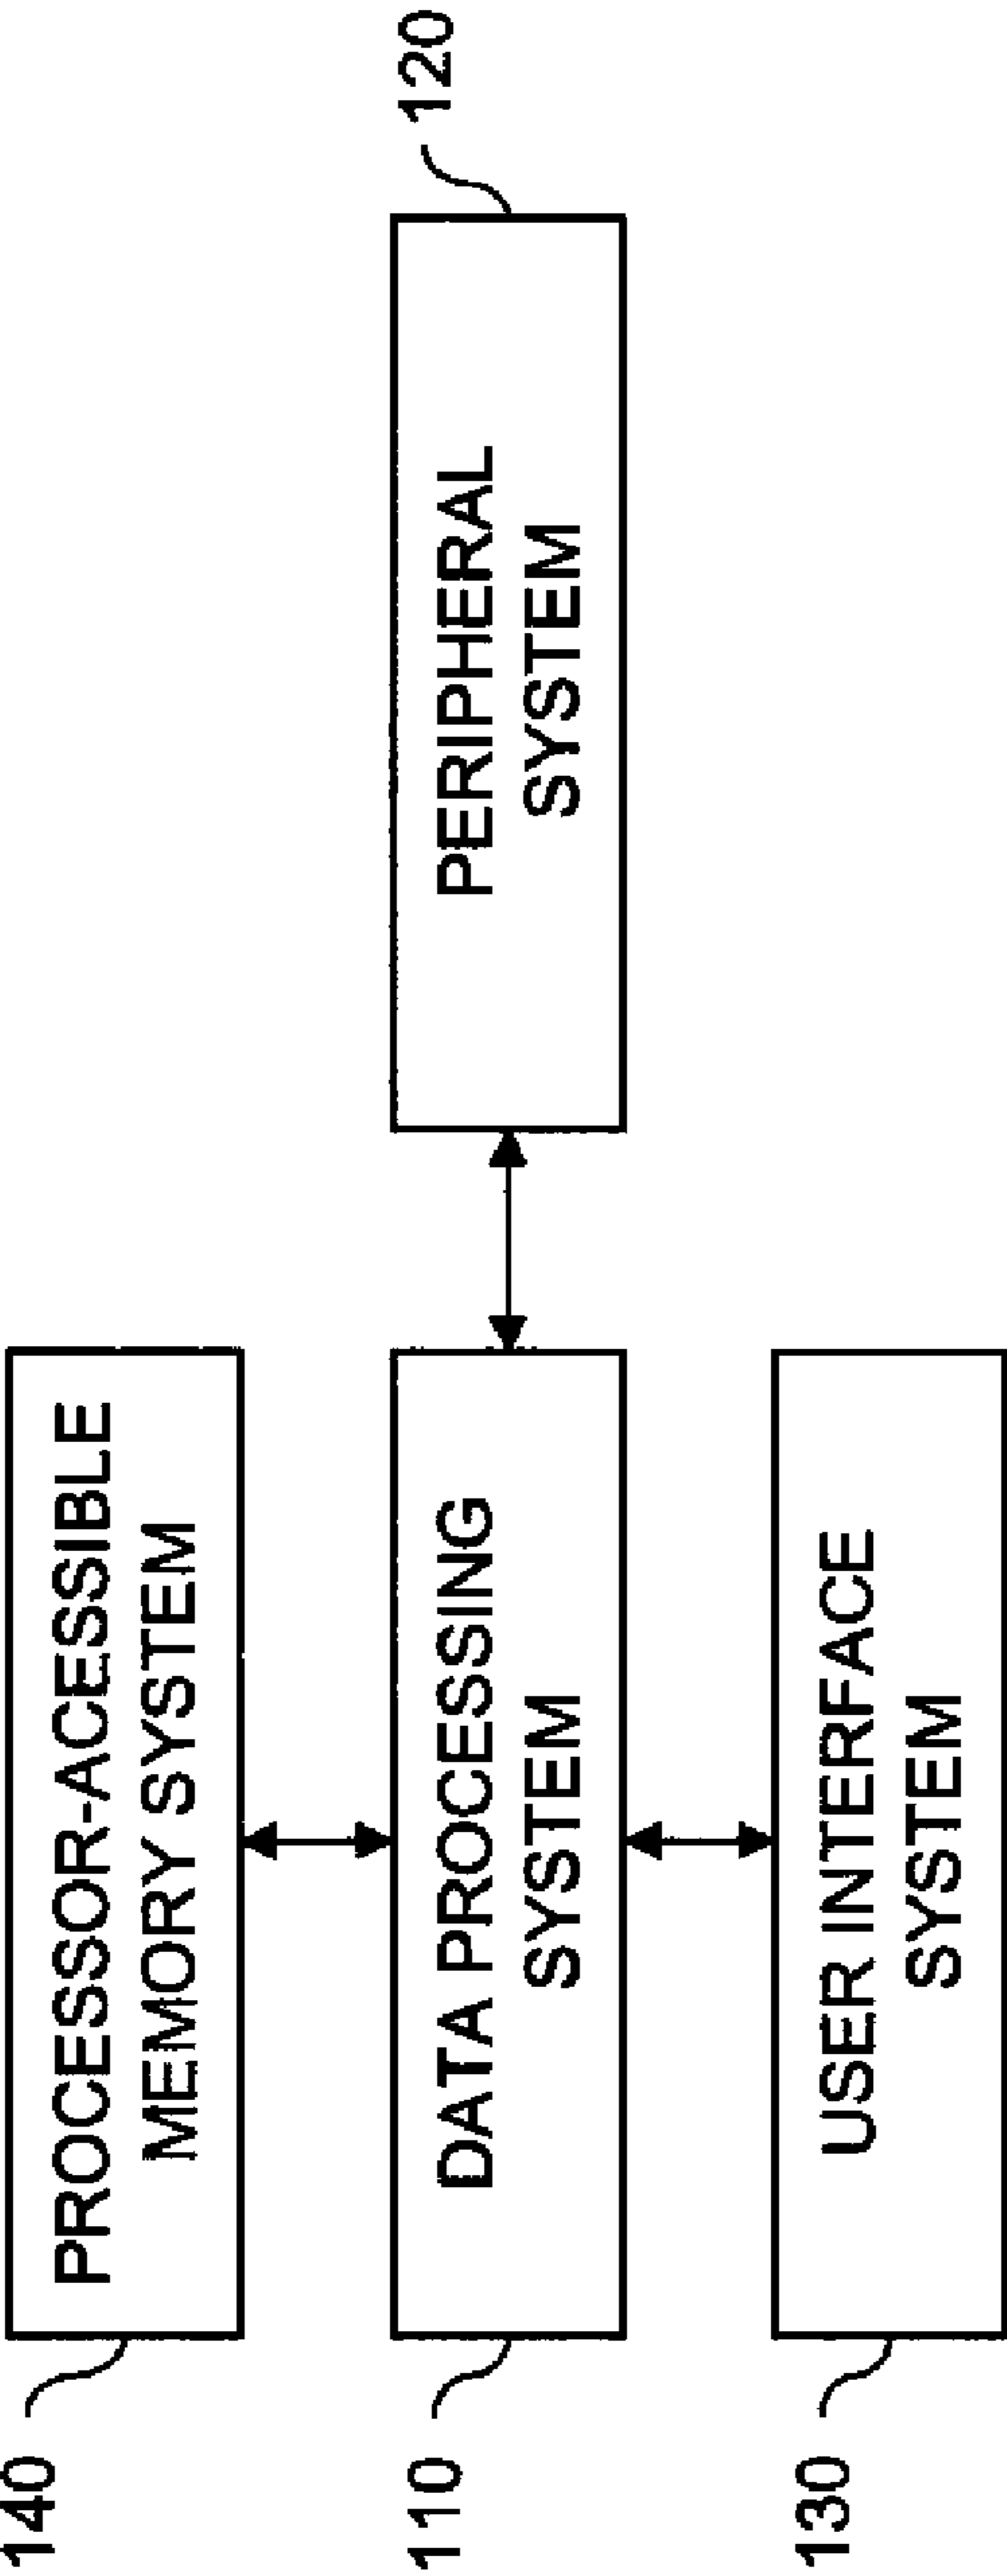 140
PROCESSOR-ACESSIBLE
MEMORY SYSTEM
110
DATA PROCESSING
SYSTEM
PERIPHERAL
SYSTEM
120
130
USER INTERFACE
SYSTEM